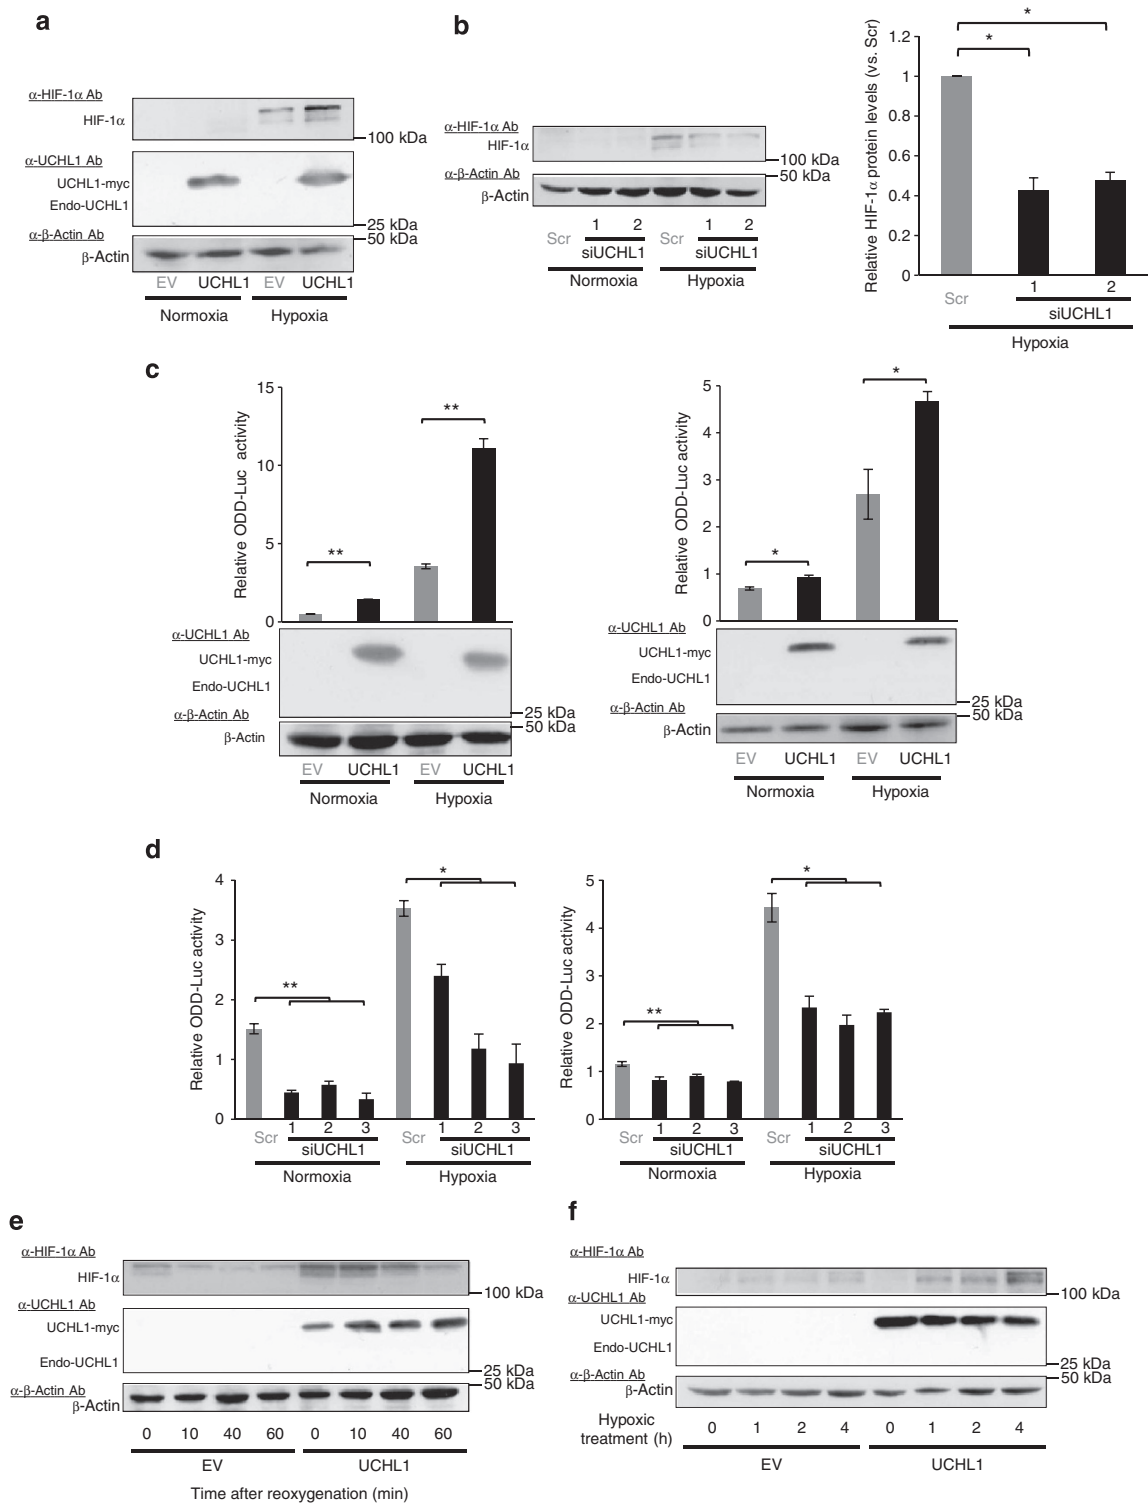 a
α-HIF-1α Ab
HIF-1α
100 kDa
α-UCHL1 Ab
UCHL1-myc
Endo-UCHL1
25 kDa
α-β-Actin Ab
50 kDa
β-Actin
EV UCHL1 EV UCHL1
Normoxia Hypoxia
b
α-HIF-1α Ab
HIF-1α
100 kDa
α-β-Actin Ab
50 kDa
β-Actin
1 2 1 2
Scr siUCHL1 Scr siUCHL1
Normoxia Hypoxia
Relative HIF-1α protein levels (vs. Scr)
1.2
1
0.8
0.6
0.4
0.2
0
*
*
Scr 1 2
siUCHL1
Hypoxia
c
Relative ODD-Luc activity
15
10
5
0
**
**
α-UCHL1 Ab
UCHL1-myc
Endo-UCHL1
25 kDa
α-β-Actin Ab
50 kDa
β-Actin
EV UCHL1 EV UCHL1
Normoxia Hypoxia
Relative ODD-Luc activity
5
4
3
2
1
0
*
*
α-UCHL1 Ab
UCHL1-myc
Endo-UCHL1
25 kDa
α-β-Actin Ab
50 kDa
β-Actin
EV UCHL1 EV UCHL1
Normoxia Hypoxia
d
Relative ODD-Luc activity
4
3
2
1
0
**
*
Scr 1 2 3 Scr 1 2 3
siUCHL1 siUCHL1
Normoxia Hypoxia
Relative ODD-Luc activity
5
4
3
2
1
0
**
*
Scr 1 2 3 Scr 1 2 3
siUCHL1 siUCHL1
Normoxia Hypoxia
e
α-HIF-1α Ab
HIF-1α
100 kDa
α-UCHL1 Ab
UCHL1-myc
Endo-UCHL1
25 kDa
α-β-Actin Ab
50 kDa
β-Actin
0 10 40 60 0 10 40 60
EV UCHL1
Time after reoxygenation (min)
f
α-HIF-1α Ab
HIF-1α
100 kDa
α-UCHL1 Ab
UCHL1-myc
Endo-UCHL1
25 kDa
α-β-Actin Ab
50 kDa
β-Actin
Hypoxic
treatment (h)
0 1 2 4 0 1 2 4
EV UCHL1